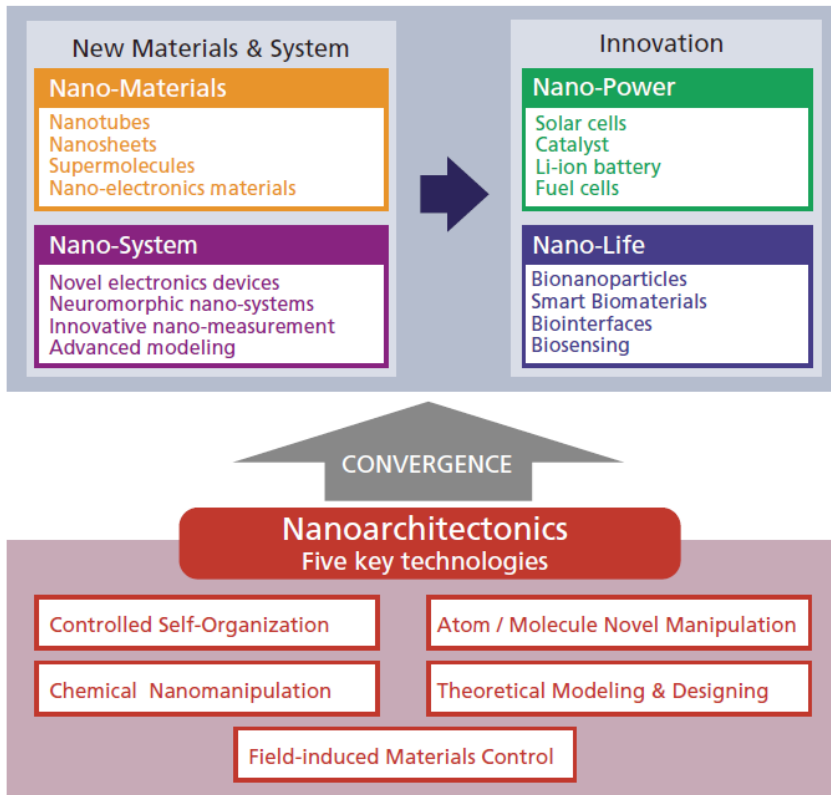 New Materials & System
Nano-Materials
Nanotubes
Nanosheets
Supermolecules
Nano-electronics materials
Nano-System
Novel electronics devices
Neuromorphic nano-systems
Innovative nano-measurement
Advanced modeling
Innovation
Nano-Power
Solar cells
Catalyst
Li-ion battery
Fuel cells
Nano-Life
Bionanoparticles
Smart Biomaterials
Biointerfaces
Biosensing
CONVERGENCE
Nanoarchitectonics
Five key technologies
Controlled Self-Organization
Atom / Molecule Novel Manipulation
Chemical Nanomanipulation
Theoretical Modeling & Designing
Field-induced Materials Control